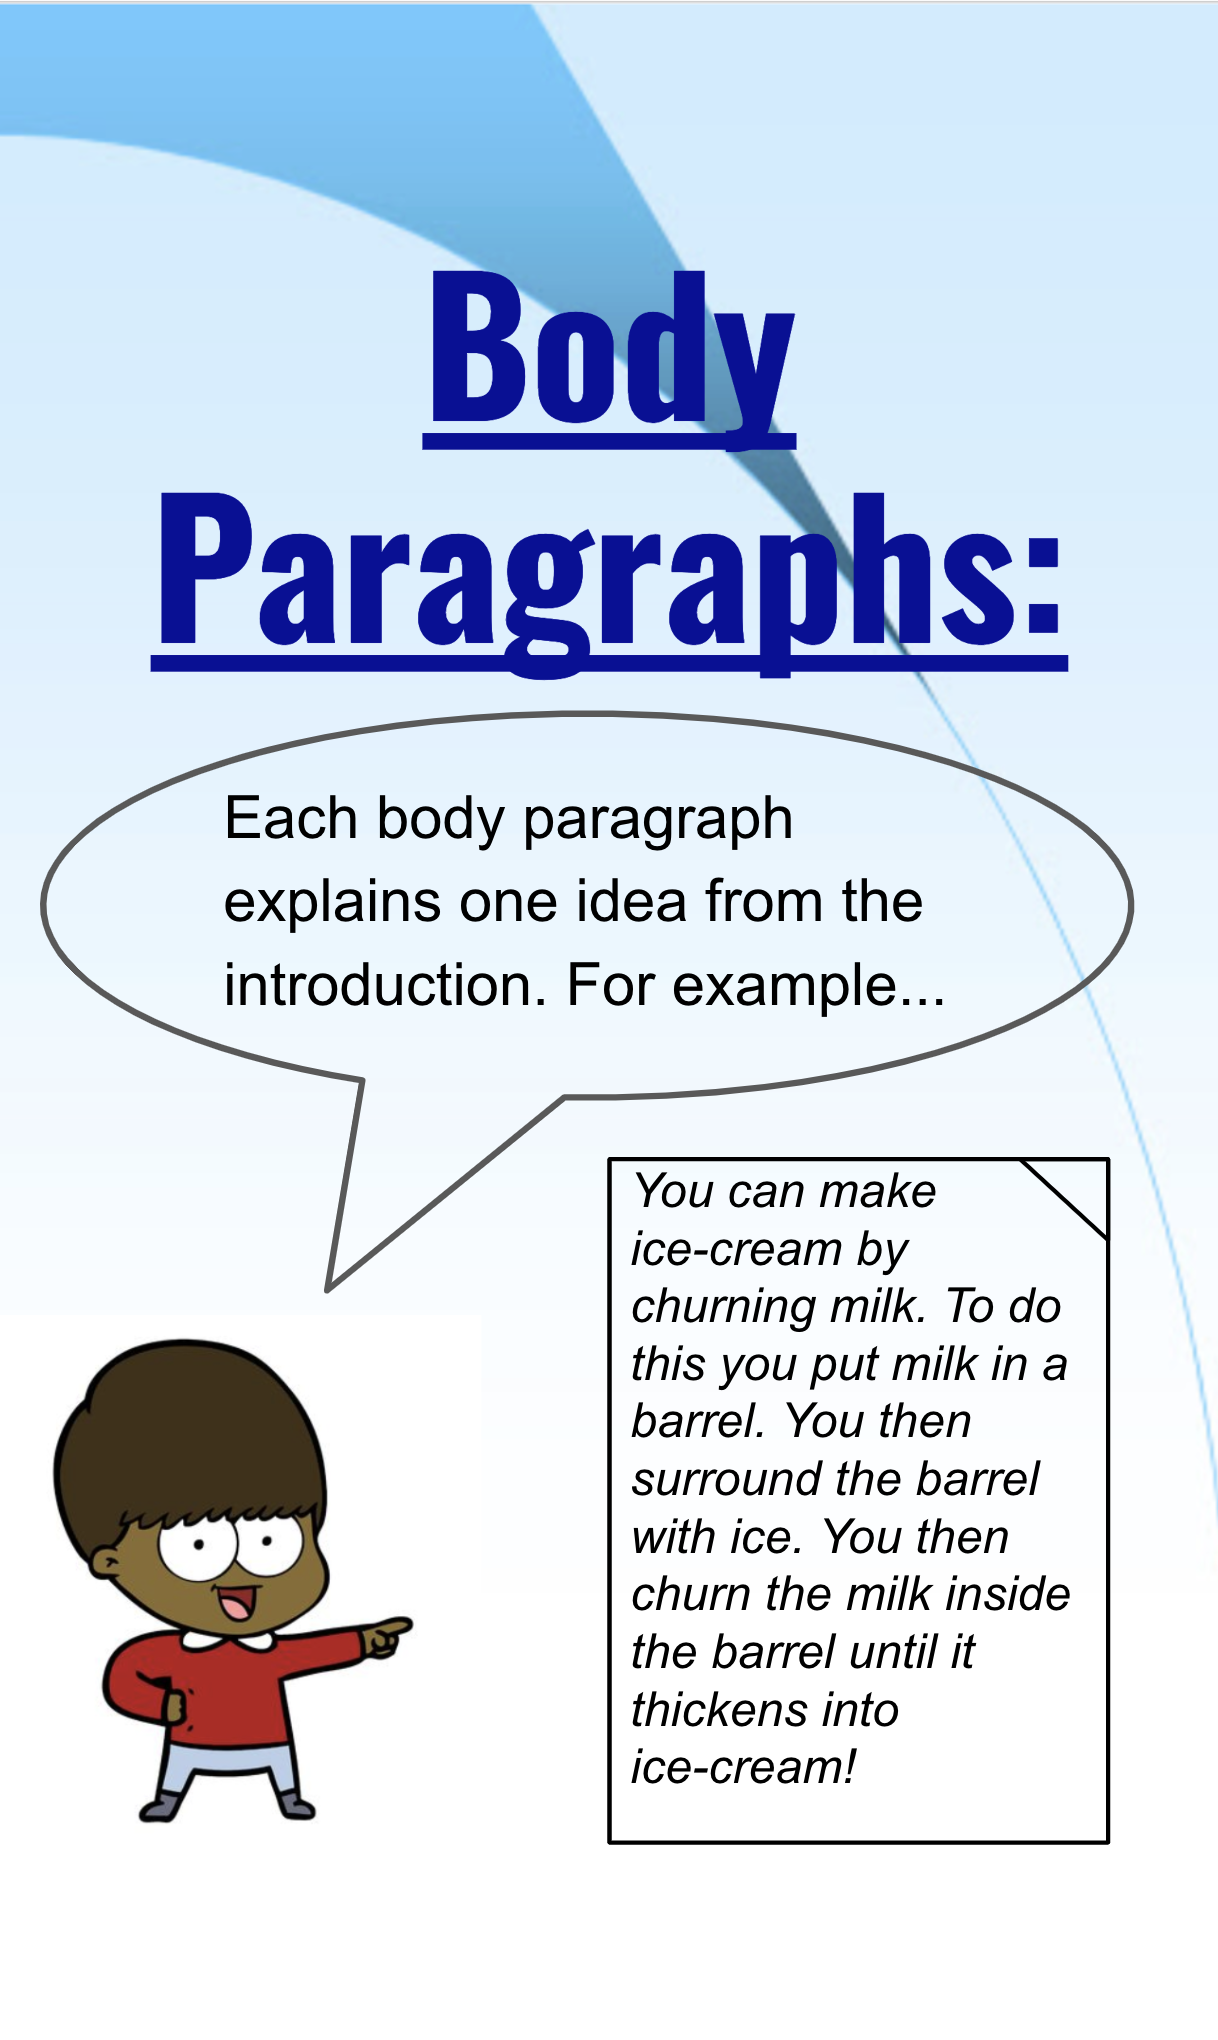 Body
Paragraphs:
Each body paragraph
explains one idea from the
introduction. For example...
You can make
ice-cream by
churning milk. To do
this you put milk in a
barrel. You then
surround the barrel
with ice. You then
churn the milk inside
the barrel until it
thickens into
ice-cream!